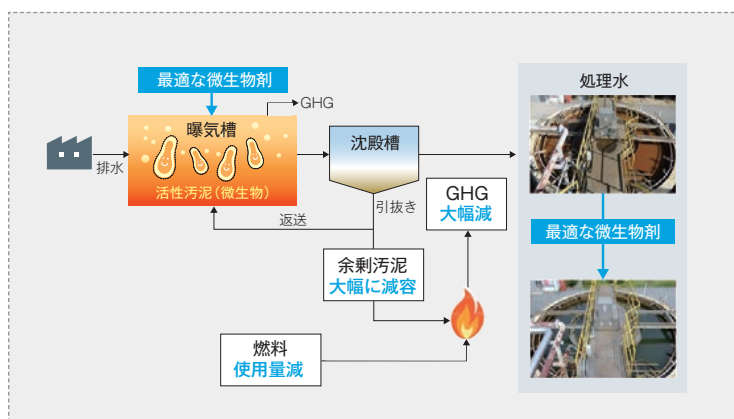 最適な微生物剤
GHG
曝気槽
排水
活性汚泥(微生物)
沈殿槽
引抜き
返送
余剰汚泥
大幅に減容
GHG
大幅減
燃料
使用量減
処理水
最適な微生物剤